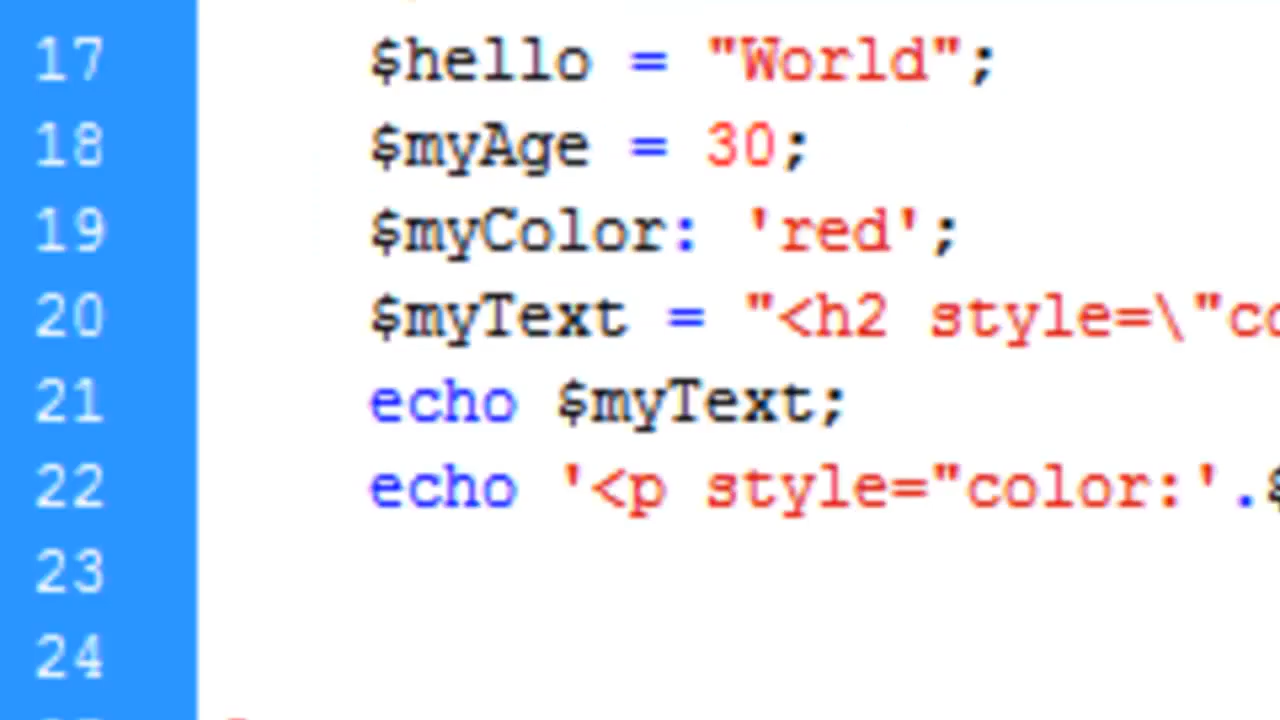 17 $hello = "World";
18 $myAge = 30;
19 $myColor: 'red';
20 $myText = "<h2 style=\"co
21 echo $myText;
22 echo '<p style="color:'.$
23
24